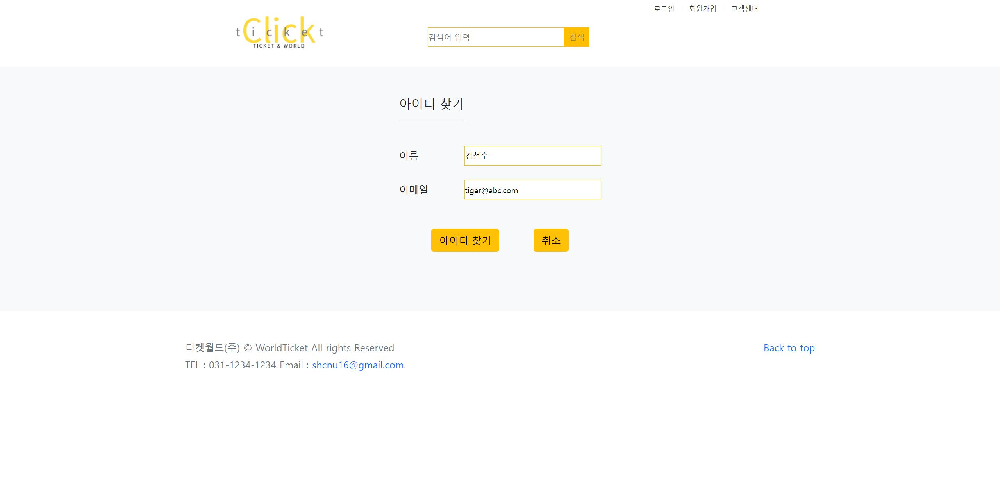 로그인 회원가입 고객센터
Click
ticket
TICKET & WORLD
검색어 입력 검색
아이디 찾기
이름 김철수
이메일 tiger@abc.com
아이디 찾기 취소
티켓월드(주) © WorldTicket All rights Reserved Back to top
TEL : 031-1234-1234 Email : shcnu16@gmail.com.